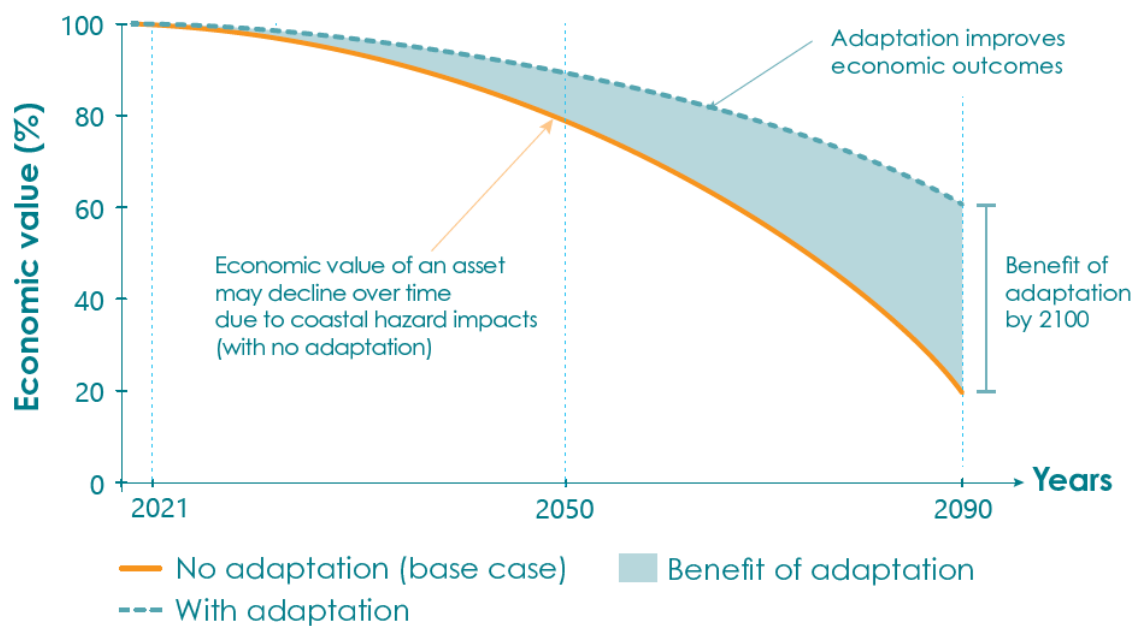 100
80
60
40
20
0
Economic value (%)
Adaptation improves
economic outcomes
Economic value of an asset
may decline over time
due to coastal hazard impacts
(with no adaptation)
Benefit of
adaptation
by 2100
Years
2021
2050
2090
No adaptation (base case)
Benefit of adaptation
With adaptation